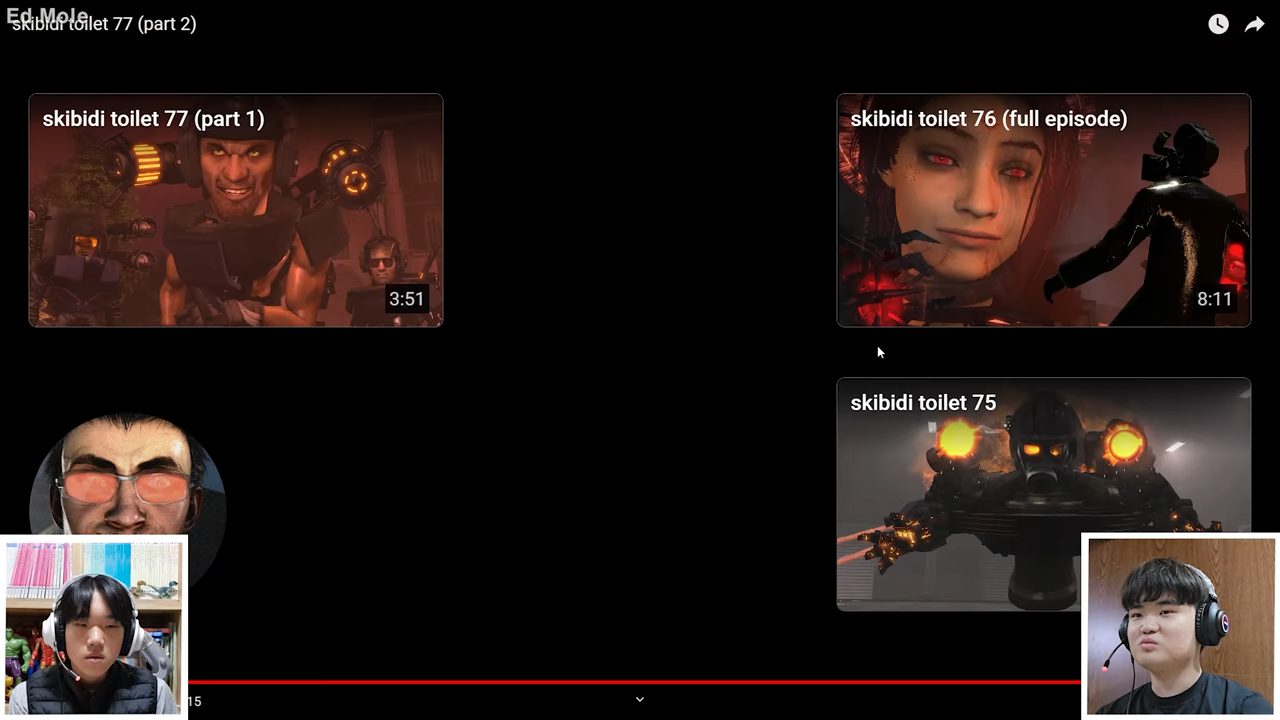 Ed Mole
skibidi toilet 77 (part 2)
skibidi toilet 77 (part 1)
3:51
skibidi toilet 76 (full episode)
8:11
skibidi toilet 75
15